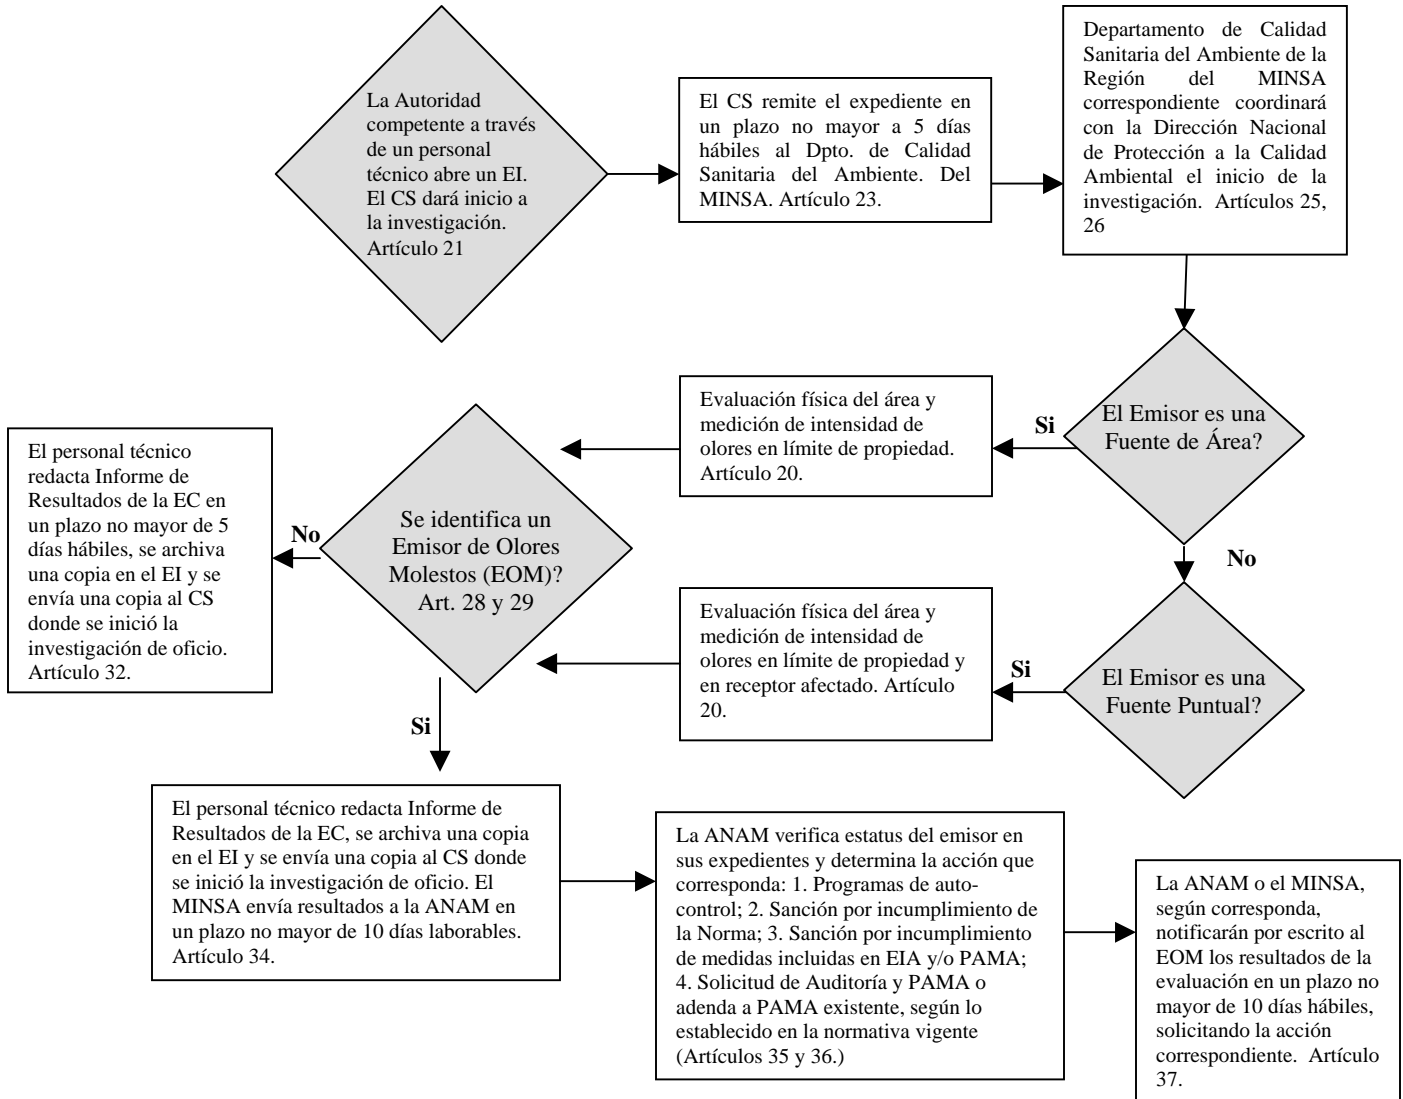 La Autoridad
competente a través
de un personal
técnico abre un EI.
El CS dará inicio a
la investigación.
Artículo 21
El CS remite el expediente en
un plazo no mayor a 5 días
hábiles al Dpto. de Calidad
Sanitaria del Ambiente. Del
MINSA. Artículo 23.
Departamento de Calidad
Sanitaria del Ambiente de la
Región del MINSA
correspondiente coordinará
con la Dirección Nacional
de Protección a la Calidad
Ambiental el inicio de la
investigación. Artículos 25,
26
El Emisor es una
Fuente de Área?
Si
Evaluación física del área y
medición de intensidad de
olores en límite de propiedad.
Artículo 20.
No
El Emisor es una
Fuente Puntual?
Si
Evaluación física del área y
medición de intensidad de
olores en límite de propiedad y
en receptor afectado. Artículo
20.
Se identifica un
Emisor de Olores
Molestos (EOM)?
Art. 28 y 29
No
El personal técnico
redacta Informe de
Resultados de la EC en
un plazo no mayor de 5
días hábiles, se archiva
una copia en el EI y se
envía una copia al CS
donde se inició la
investigación de oficio.
Artículo 32.
Si
El personal técnico redacta Informe de
Resultados de la EC, se archiva una copia
en el EI y se envía una copia al CS donde
se inició la investigación de oficio. El
MINSA envía resultados a la ANAM en
un plazo no mayor de 10 días laborables.
Artículo 34.
La ANAM verifica estatus del emisor en
sus expedientes y determina la acción que
corresponda: 1. Programas de auto-
control; 2. Sanción por incumplimiento de
la Norma; 3. Sanción por incumplimiento
de medidas incluidas en EIA y/o PAMA;
4. Solicitud de Auditoría y PAMA o
adenda a PAMA existente, según lo
establecido en la normativa vigente
(Artículos 35 y 36.)
La ANAM o el MINSA,
según corresponda,
notificarán por escrito al
EOM los resultados de la
evaluación en un plazo no
mayor de 10 días hábiles,
solicitando la acción
correspondiente. Artículo
37.